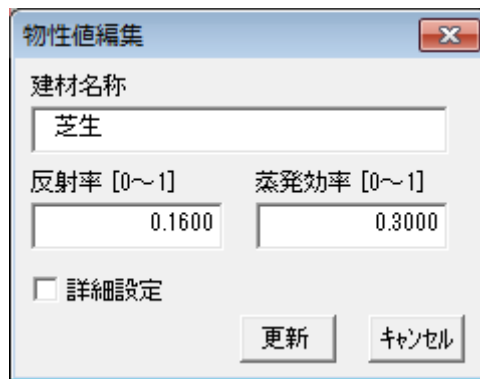 物性値編集
建材名称
芝生
反射率 [0～1] 蒸発効率 [0～1]
0.1600 0.3000
詳細設定
更新 ｷｬﾝｾﾙ